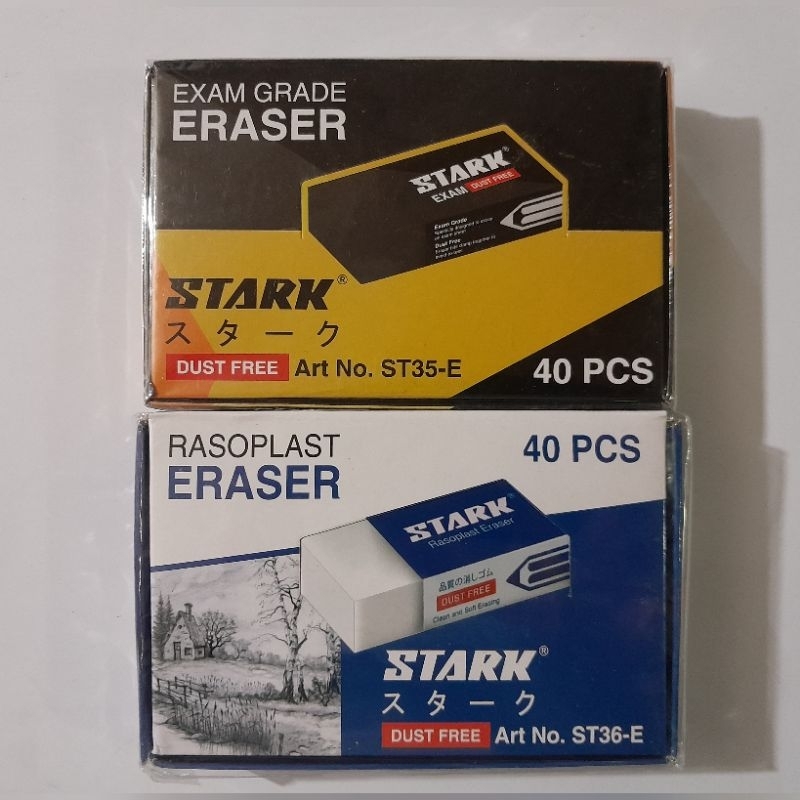 EXAM GRADE
ERASER
STARK
EXAM DUST FREE
Exam Grade
Dust Free
STARK®
スターク
DUST FREE Art No. ST35-E
40 PCS
RASOPLAST
ERASER
40 PCS
STARK
Rasoplast Eraser
品質の消しゴム
DUST FREE
Clean and Soft Erasing
STARK®
スターク
DUST FREE Art No. ST36-E